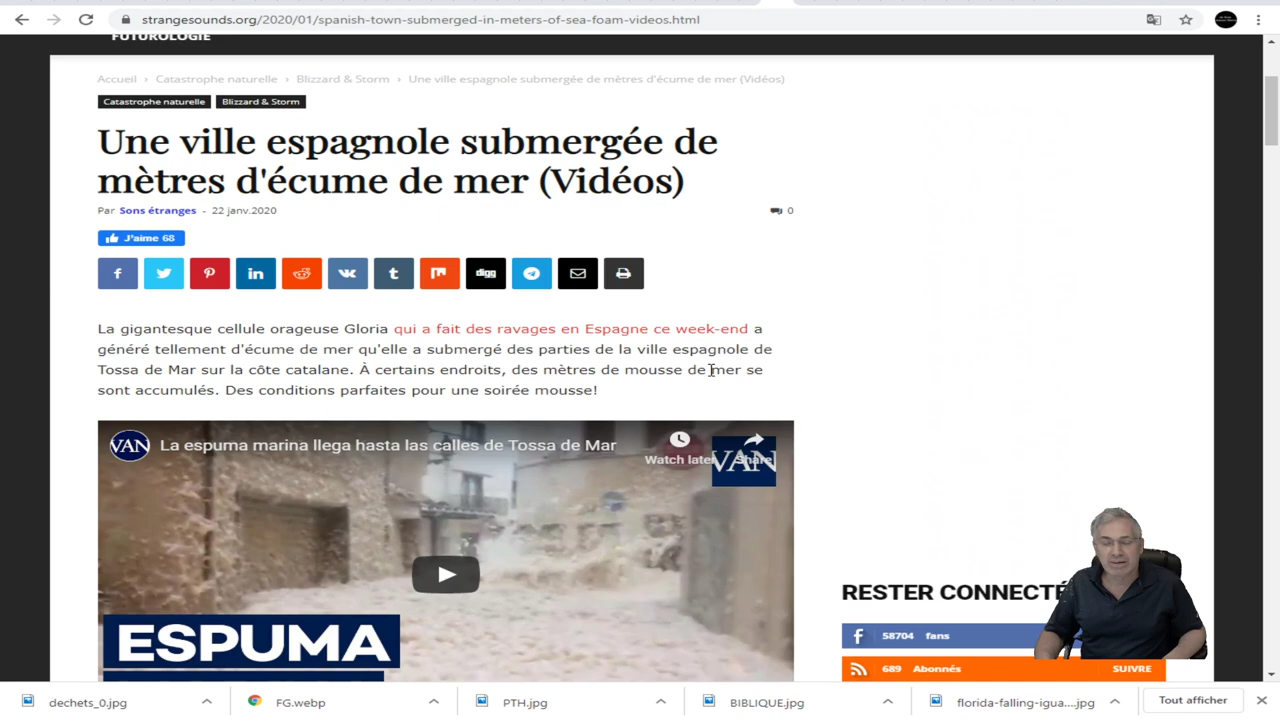 strangesounds.org/2020/01/spanish-town-submerged-in-meters-of-sea-foam-videos.html
FUTUROLOGIE
Accueil › Catastrophe naturelle › Blizzard & Storm › Une ville espagnole submergée de mètres d'écume de mer (Vidéos)
Catastrophe naturelle Blizzard & Storm
Une ville espagnole submergée de
mètres d'écume de mer (Vidéos)
Par Sons étranges - 22 janv.2020 0
J'aime 68
digg
La gigantesque cellule orageuse Gloria qui a fait des ravages en Espagne ce week-end a
généré tellement d'écume de mer qu'elle a submergé des parties de la ville espagnole de
Tossa de Mar sur la côte catalane. À certains endroits, des mètres de mousse de mer se
sont accumulés. Des conditions parfaites pour une soirée mousse!
VAN La espuma marina llega hasta las calles de Tossa de Mar
Watch later Share
VAN
ESPUMA
RESTER CONNECTÉ
58704 fans
689 Abonnés SUIVRE
dechets_0.jpg FG.webp PTH.jpg BIBLIQUE.jpg florida-falling-igua....jpg Tout afficher